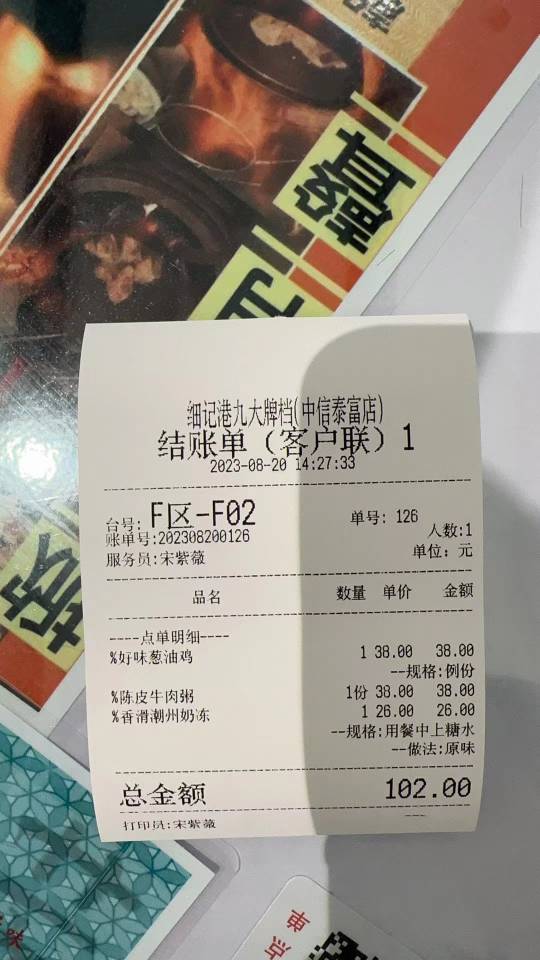 细记港九大牌档(中信泰富店)
结账单（客户联）1
2023-08-20 14:27:33
台号: F区-F02 单号: 126
账单号:202308200126 人数:1
服务员:宋紫薇 单位: 元
品名 数量 单价 金额
----点单明细----
%好味葱油鸡 1 38.00 38.00
--规格:例份
%陈皮牛肉粥 1份 38.00 38.00
%香滑潮州奶冻 1 26.00 26.00
--规格:用餐中上糖水
--做法:原味
总金额 102.00
打印员:宋紫薇